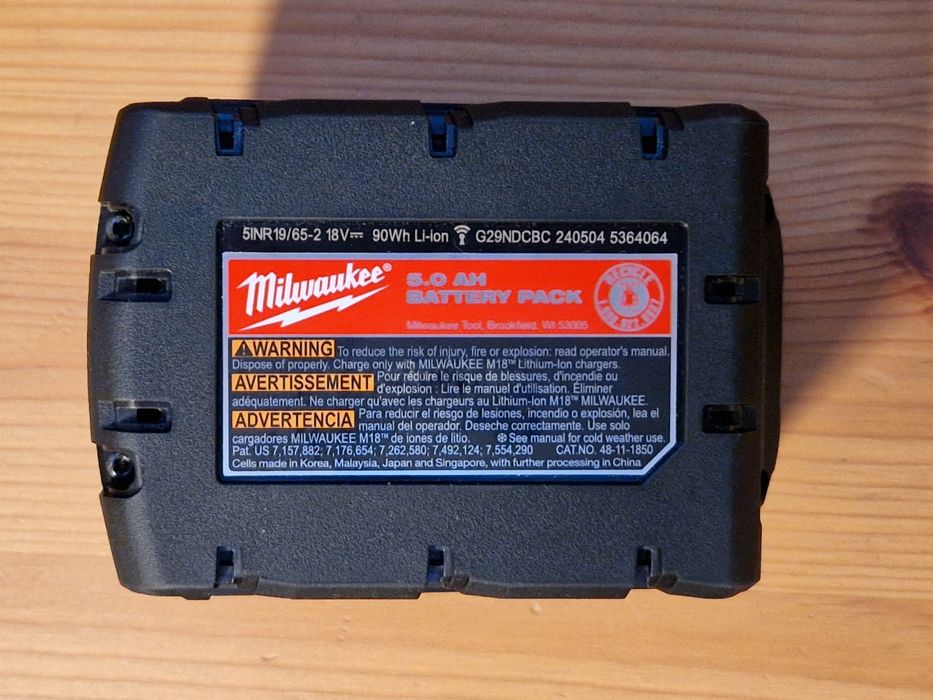 5INR19/65-2 18V⎓ 90Wh Li-ion G29NDCBC 240504 5364064
Milwaukee®
5.0 AH
BATTERY PACK
Milwaukee Tool, Brookfield, WI 53005
RECYCLE
⚠WARNING To reduce the risk of injury, fire or explosion: read operator's manual.
Dispose of properly. Charge only with MILWAUKEE M18™ Lithium-Ion chargers.
AVERTISSEMENT Pour réduire le risque de blessures, d'incendie ou
d'explosion : Lire le manuel d'utilisation. Éliminer
adéquatement. Ne charger qu'avec les chargeurs au Lithium-Ion M18™ MILWAUKEE.
ADVERTENCIA Para reducir el riesgo de lesiones, incendio o explosión, lea el
manual del operador. Deseche correctamente. Use solo
cargadores MILWAUKEE M18™ de iones de litio. ❄See manual for cold weather use.
Pat. US 7,157,882; 7,176,654; 7,262,580; 7,492,124; 7,554,290 CAT.NO. 48-11-1850
Cells made in Korea, Malaysia, Japan and Singapore, with further processing in China